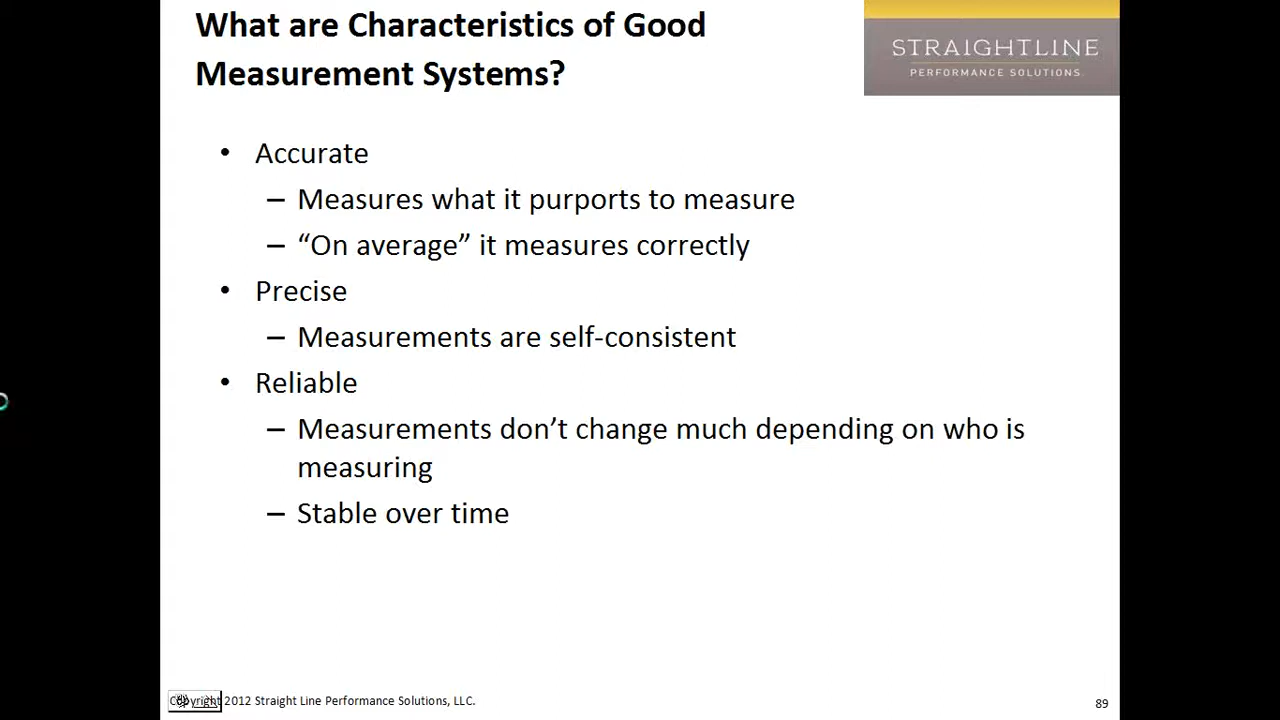 What are Characteristics of Good
Measurement Systems?
STRAIGHTLINE
PERFORMANCE SOLUTIONS
• Accurate
– Measures what it purports to measure
– “On average” it measures correctly
• Precise
– Measurements are self-consistent
• Reliable
– Measurements don’t change much depending on who is
measuring
– Stable over time
Copyright 2012 Straight Line Performance Solutions, LLC.
89